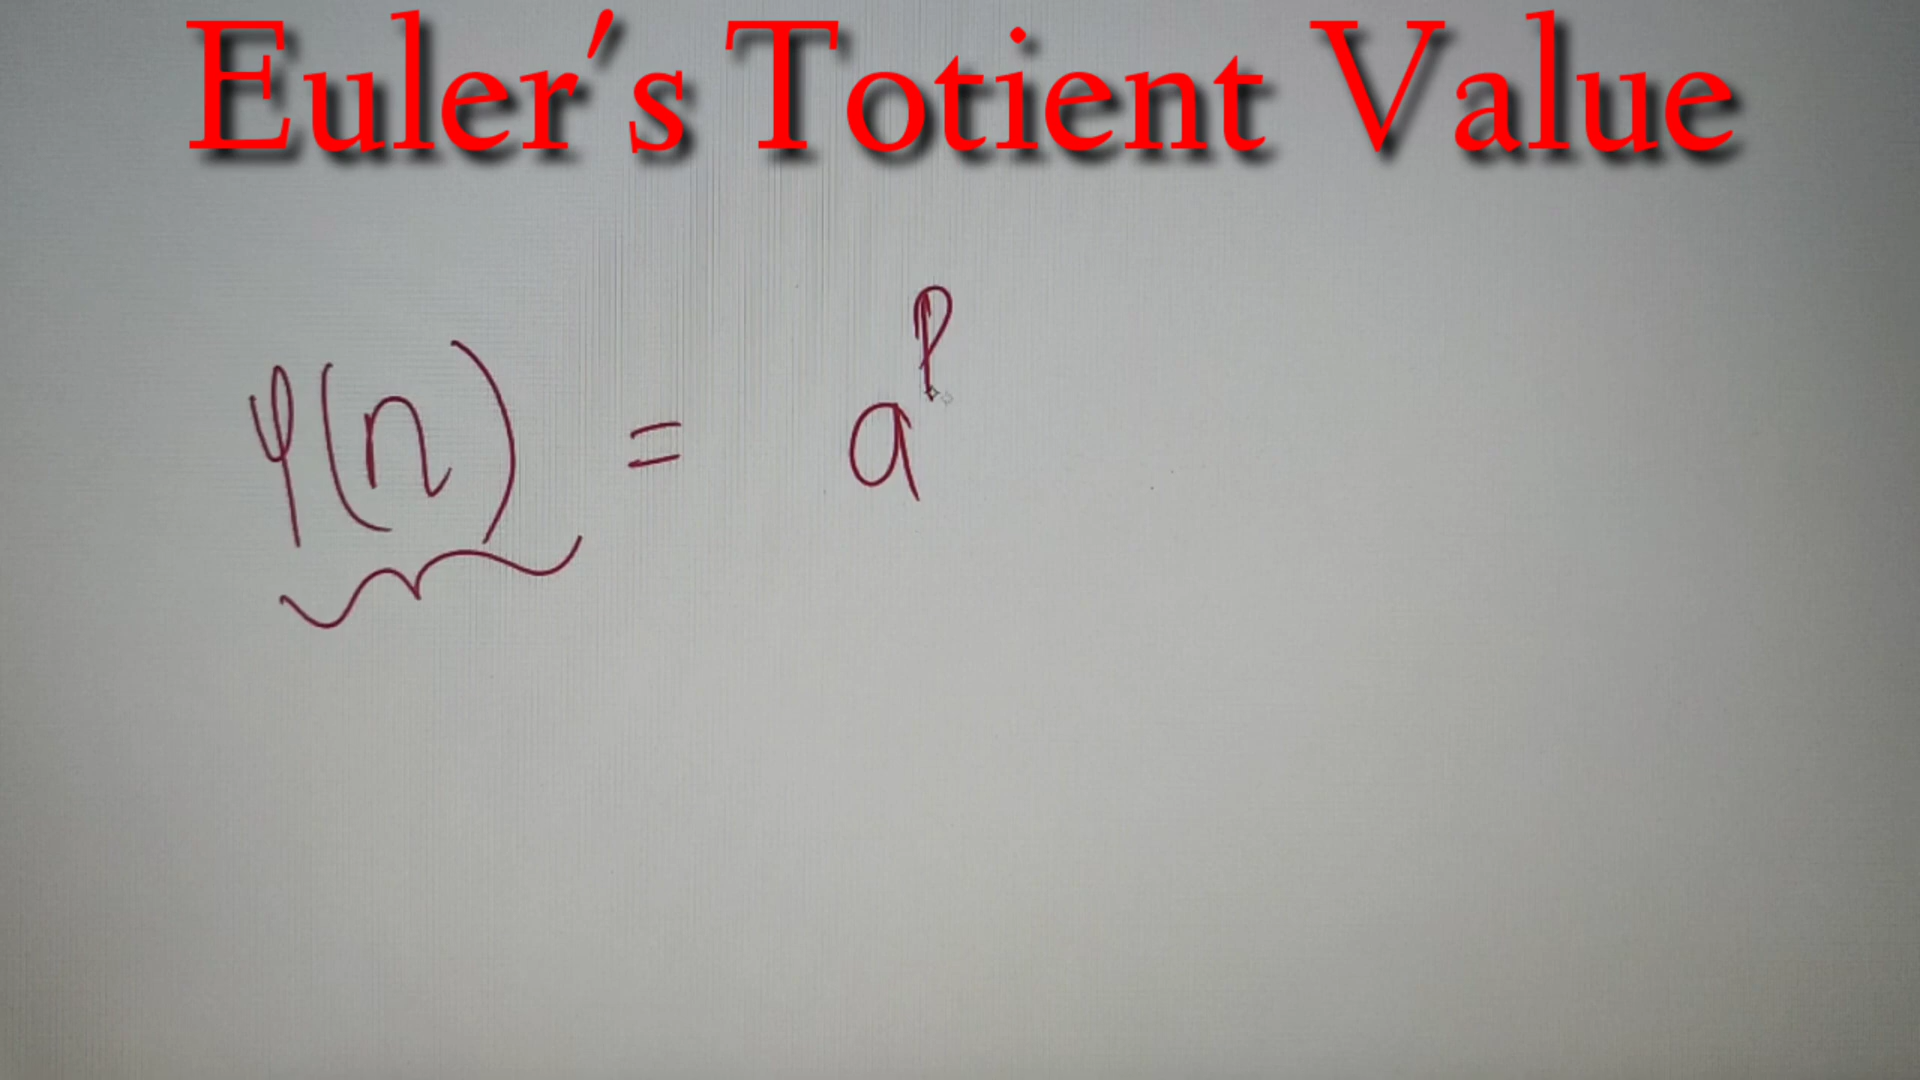 Euler's Totient Value
φ(n) = a^p